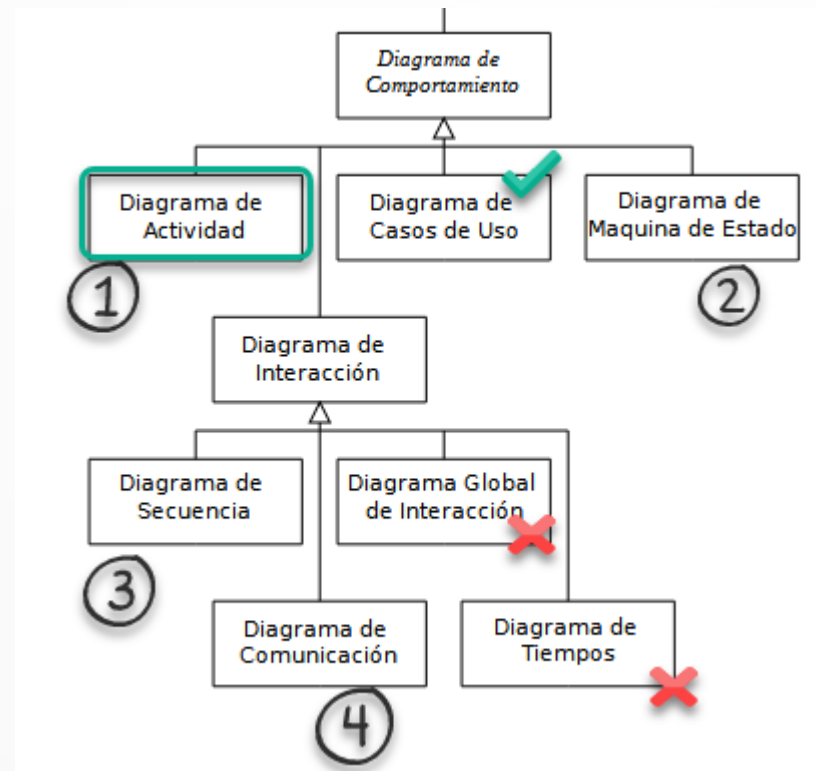 Diagrama de
Comportamiento
Diagrama de
Actividad
Diagrama de
Casos de Uso
Diagrama de
Maquina de Estado
1
2
Diagrama de
Interacción
Diagrama de
Secuencia
Diagrama Global
de Interacción
3
Diagrama de
Comunicación
Diagrama de
Tiempos
4